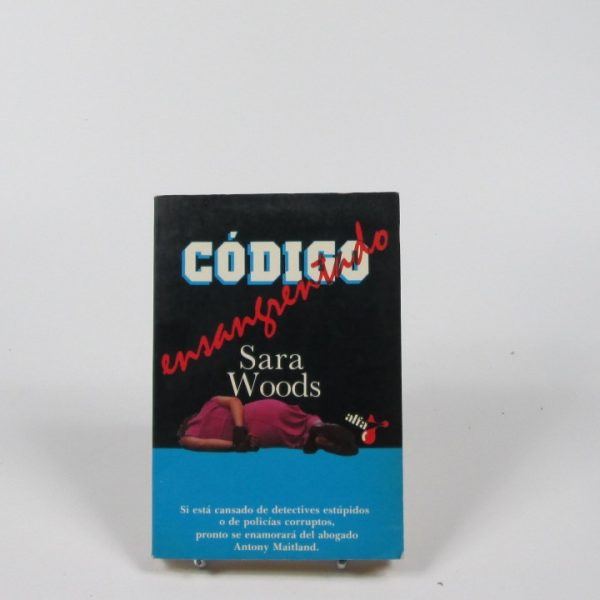 CÓDIGO
ensangrentado
Sara
Woods
alfa
Si está cansado de detectives estúpidos
o de policías corruptos,
pronto se enamorará del abogado
Antony Maitland.